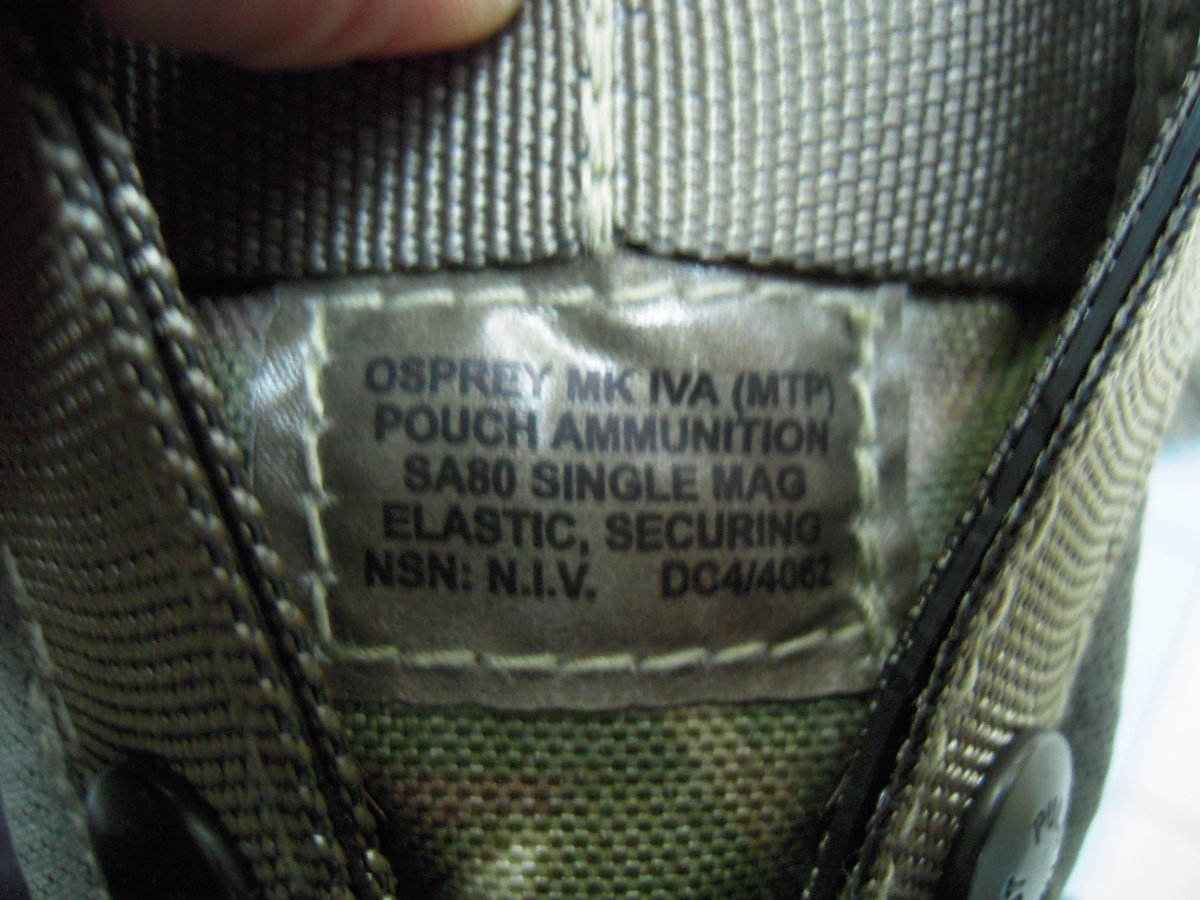 OSPREY MK IVA (MTP)
POUCH AMMUNITION
SA80 SINGLE MAG
ELASTIC, SECURING
NSN: N.I.V. DC4/4062